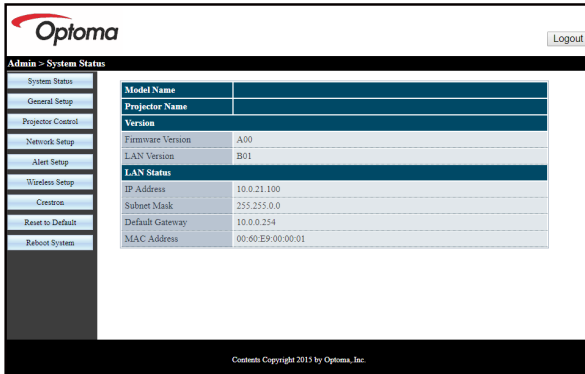 Optoma
Logout
Admin > System Status
System Status
General Setup
Projector Control
Network Setup
Alert Setup
Wireless Setup
Crestron
Reset to Default
Reboot System
Model Name
Projector Name
Version
Firmware Version A00
LAN Version B01
LAN Status
IP Address 10.0.21.100
Subnet Mask 255.255.0.0
Default Gateway 10.0.0.254
MAC Address 00:60:E9:00:00:01
Contents Copyright 2015 by Optoma, Inc.